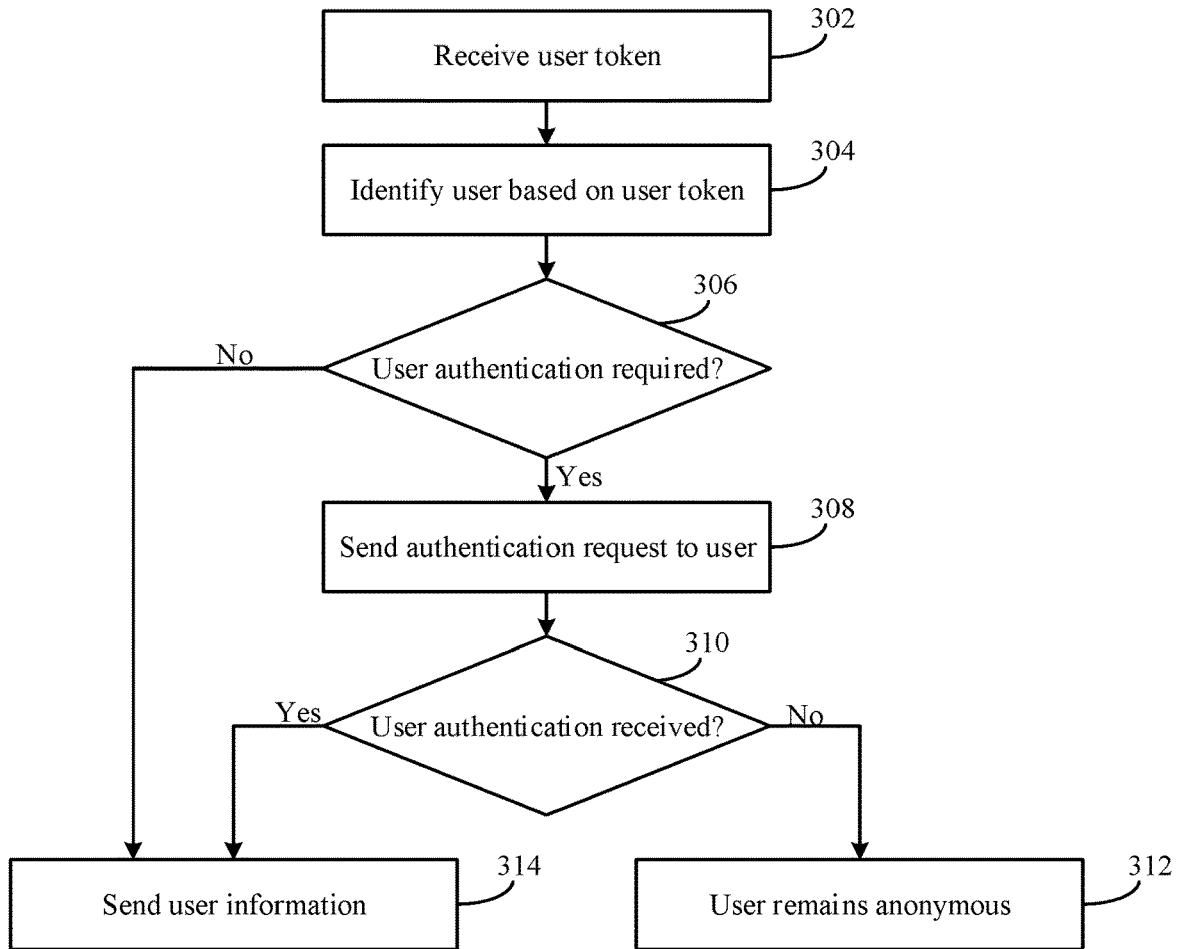 302
Receive user token
304
Identify user based on user token
306
No
User authentication required?
Yes
308
Send authentication request to user
310
Yes
User authentication received?
No
314
Send user information
312
User remains anonymous